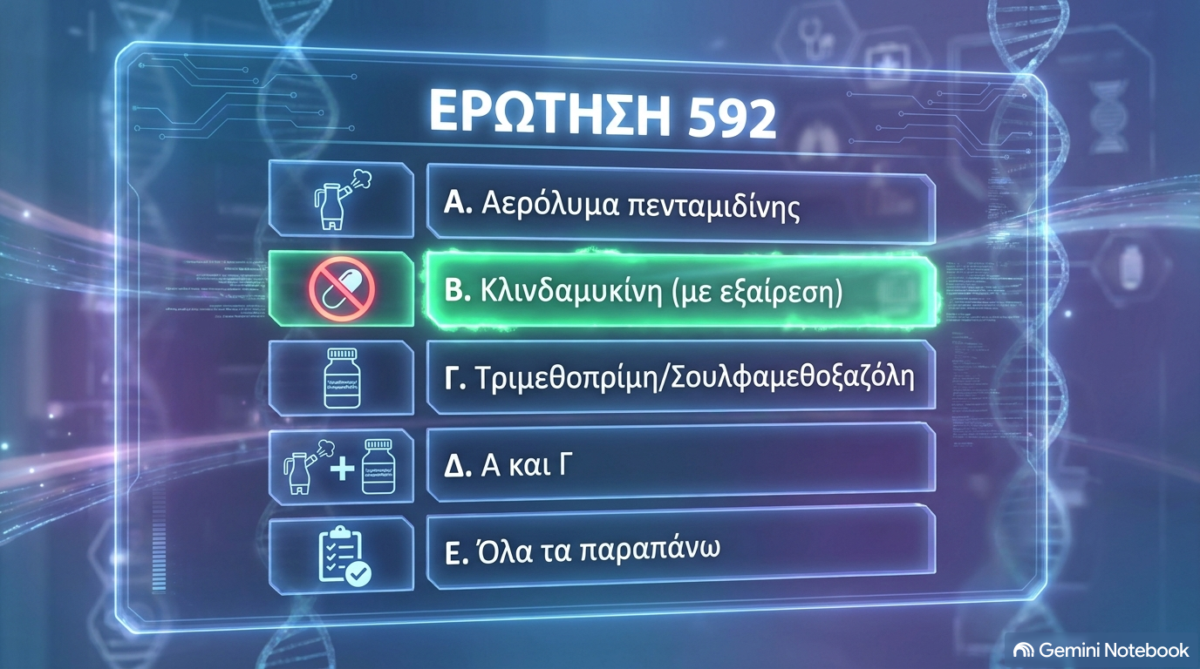 ΕΡΩΤΗΣΗ 592
Α. Αερόλυμα πενταμιδίνης
Β. Κλινδαμυκίνη (με εξαίρεση)
Γ. Τριμεθοπρίμη/Σουλφαμεθοξαζόλη
Δ. Α και Γ
Ε. Όλα τα παραπάνω
Gemini Notebook